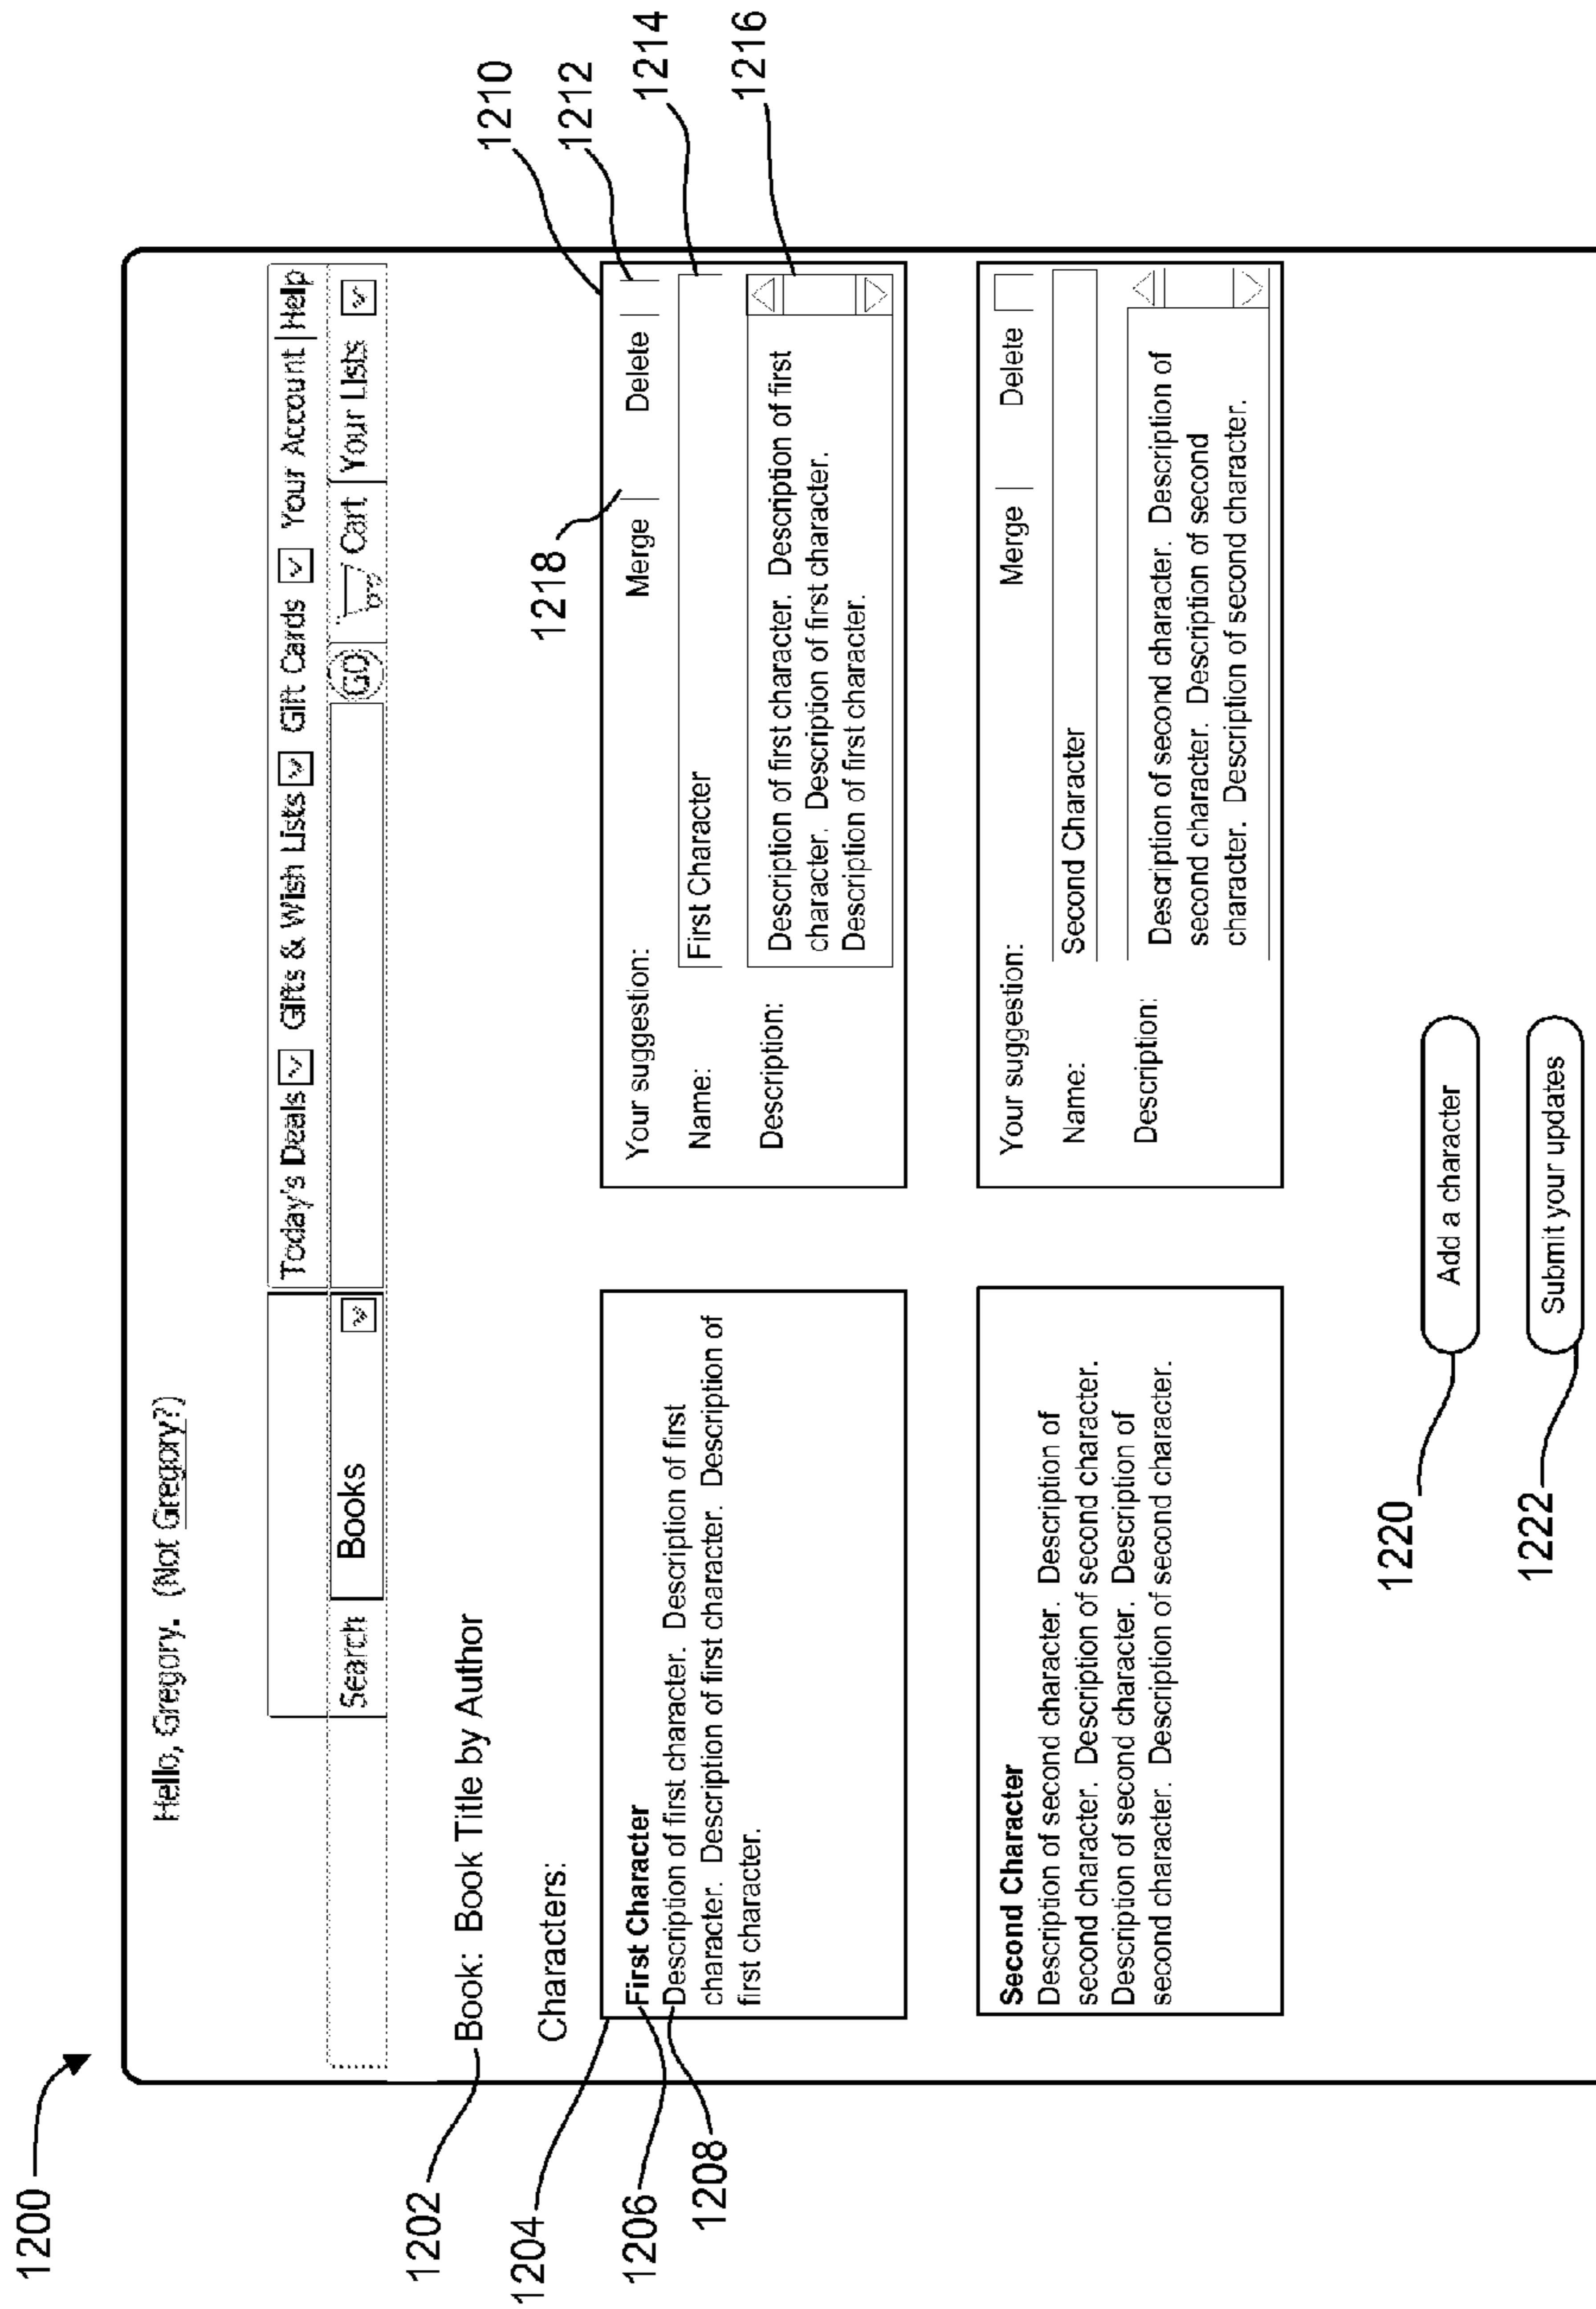 1200
Hello, Gregory. (Not Gregory?)
Today's Deals Gifts & Wish Lists Gift Cards Your Account Help
Search Books GO Cart Your Lists
1202
Book: Book Title by Author
1210
Characters:
1218
1212
1204
First Character
Description of first character. Description of first
character. Description of first character. Description of
first character.
1206
1208
Your suggestion: Merge Delete
Name: First Character
Description: Description of first character. Description of first
character. Description of first character.
Description of first character.
1214
1216
Second Character
Description of second character. Description of
second character. Description of second character.
Description of second character. Description of
second character. Description of second character.
Your suggestion: Merge Delete
Name: Second Character
Description: Description of second character. Description of
second character. Description of second
character. Description of second character.
1220
Add a character
1222
Submit your updates